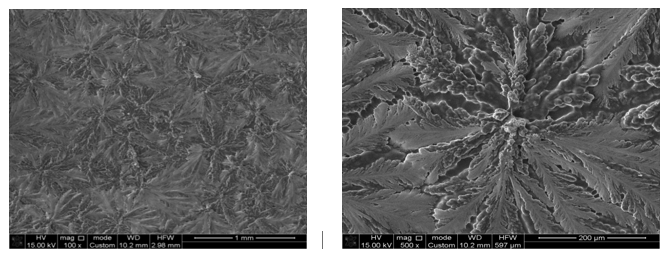 HV mag □ mode WD HFW
15.00 kV 100 x Custom 10.2 mm 2.98 mm
1 mm
HV mag □ mode WD HFW
15.00 kV 500 x Custom 10.2 mm 597 µm
200 µm